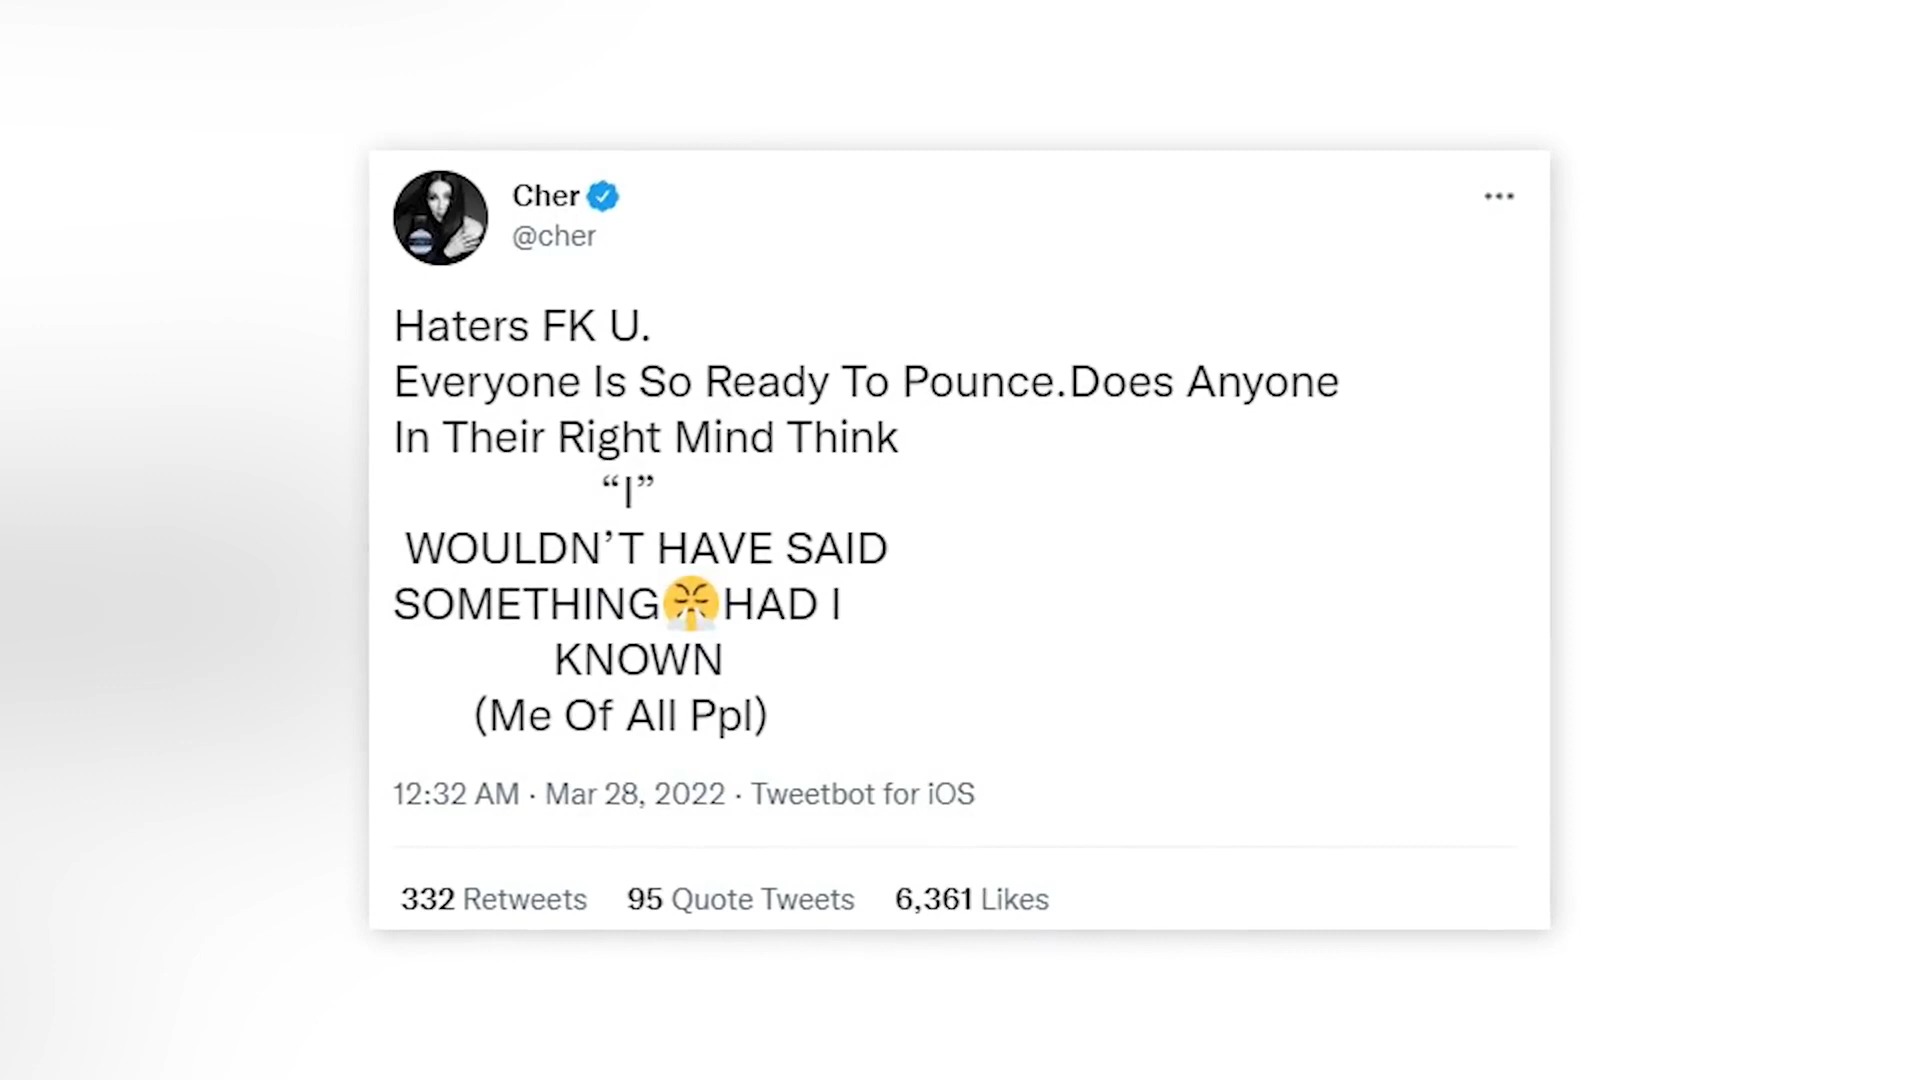 Cher
@cher
Haters FK U.
Everyone Is So Ready To Pounce.Does Anyone
In Their Right Mind Think
“I”
WOULDN’T HAVE SAID
SOMETHING😤HAD I
KNOWN
(Me Of All Ppl)
12:32 AM · Mar 28, 2022 · Tweetbot for iOS
332 Retweets 95 Quote Tweets 6,361 Likes